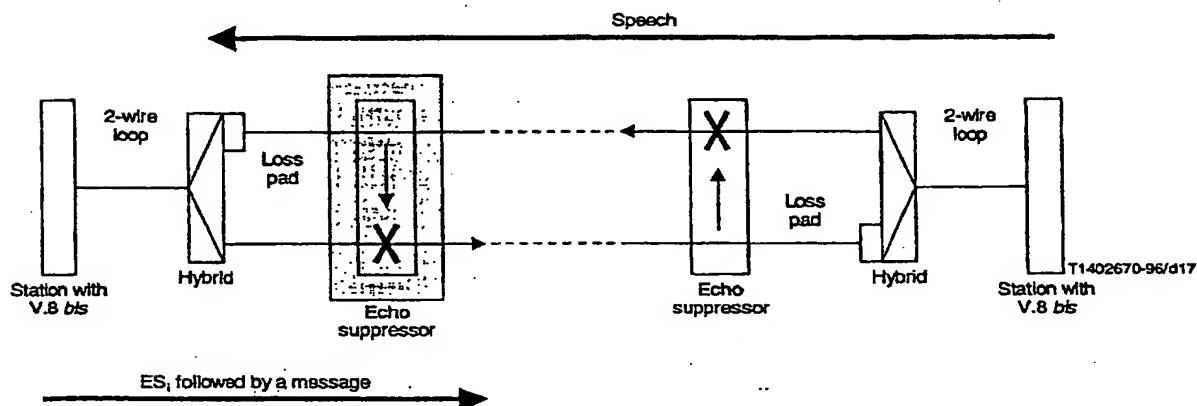 Speech
2-wire
loop
2-wire
loop
Loss
pad
Loss
pad
Hybrid
Hybrid
T1402670-96/d17
Station with
V.8 bis
Echo
suppressor
Echo
suppressor
Station with
V.8 bis
ESi followed by a message